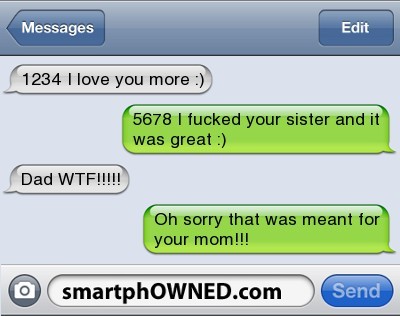 Messages
Edit
1234 I love you more :)
5678 I fucked your sister and it
was great :)
Dad WTF!!!!!
Oh sorry that was meant for
your mom!!!
smartphOWNED.com
Send